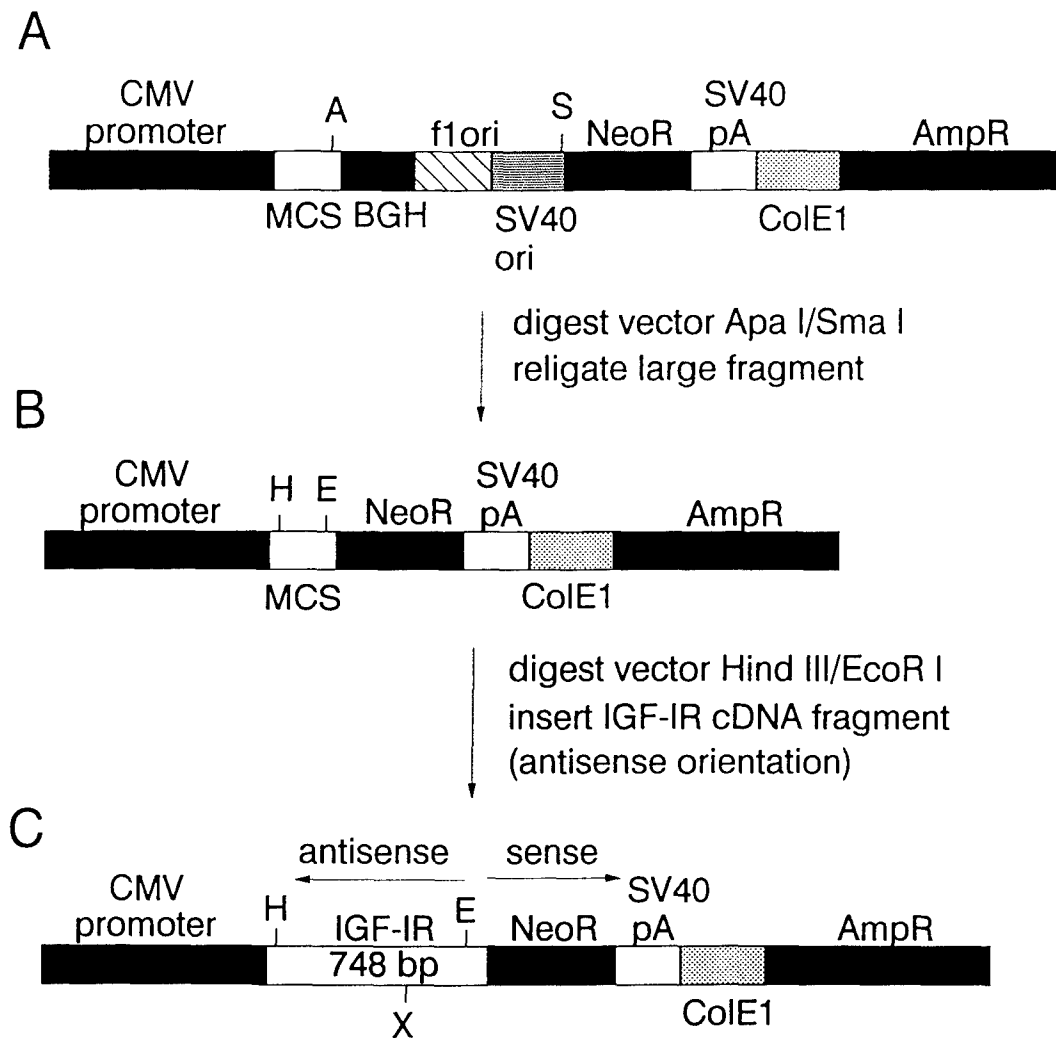 A
CMV
promoter
A
f1ori
S
NeoR
SV40
pA
AmpR
MCS
BGH
SV40
ori
ColE1
digest vector Apa I/Sma I
religate large fragment
B
CMV
promoter
H
E
NeoR
SV40
pA
AmpR
MCS
ColE1
digest vector Hind III/EcoR I
insert IGF-IR cDNA fragment
(antisense orientation)
C
antisense
sense
CMV
promoter
H
IGF-IR
748 bp
E
NeoR
SV40
pA
AmpR
X
ColE1